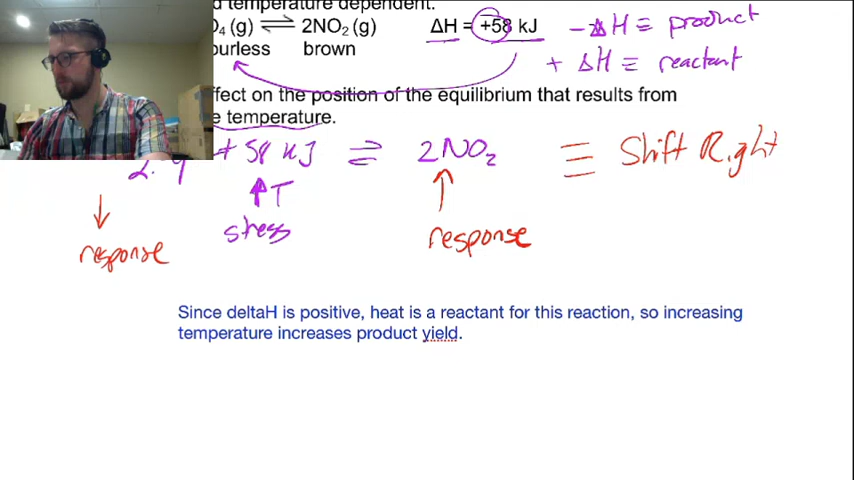 d temperature dependent.
O₄ (g) ⇌ 2NO₂ (g) ΔH = +58 kJ
ourless brown
- ΔH ≡ product
+ ΔH ≡ reactant
ffect on the position of the equilibrium that results from
e temperature.
+ 58 kJ ⇌ 2NO₂ ≡ Shift Right
↑T
stress
response
response
Since deltaH is positive, heat is a reactant for this reaction, so increasing
temperature increases product yield.